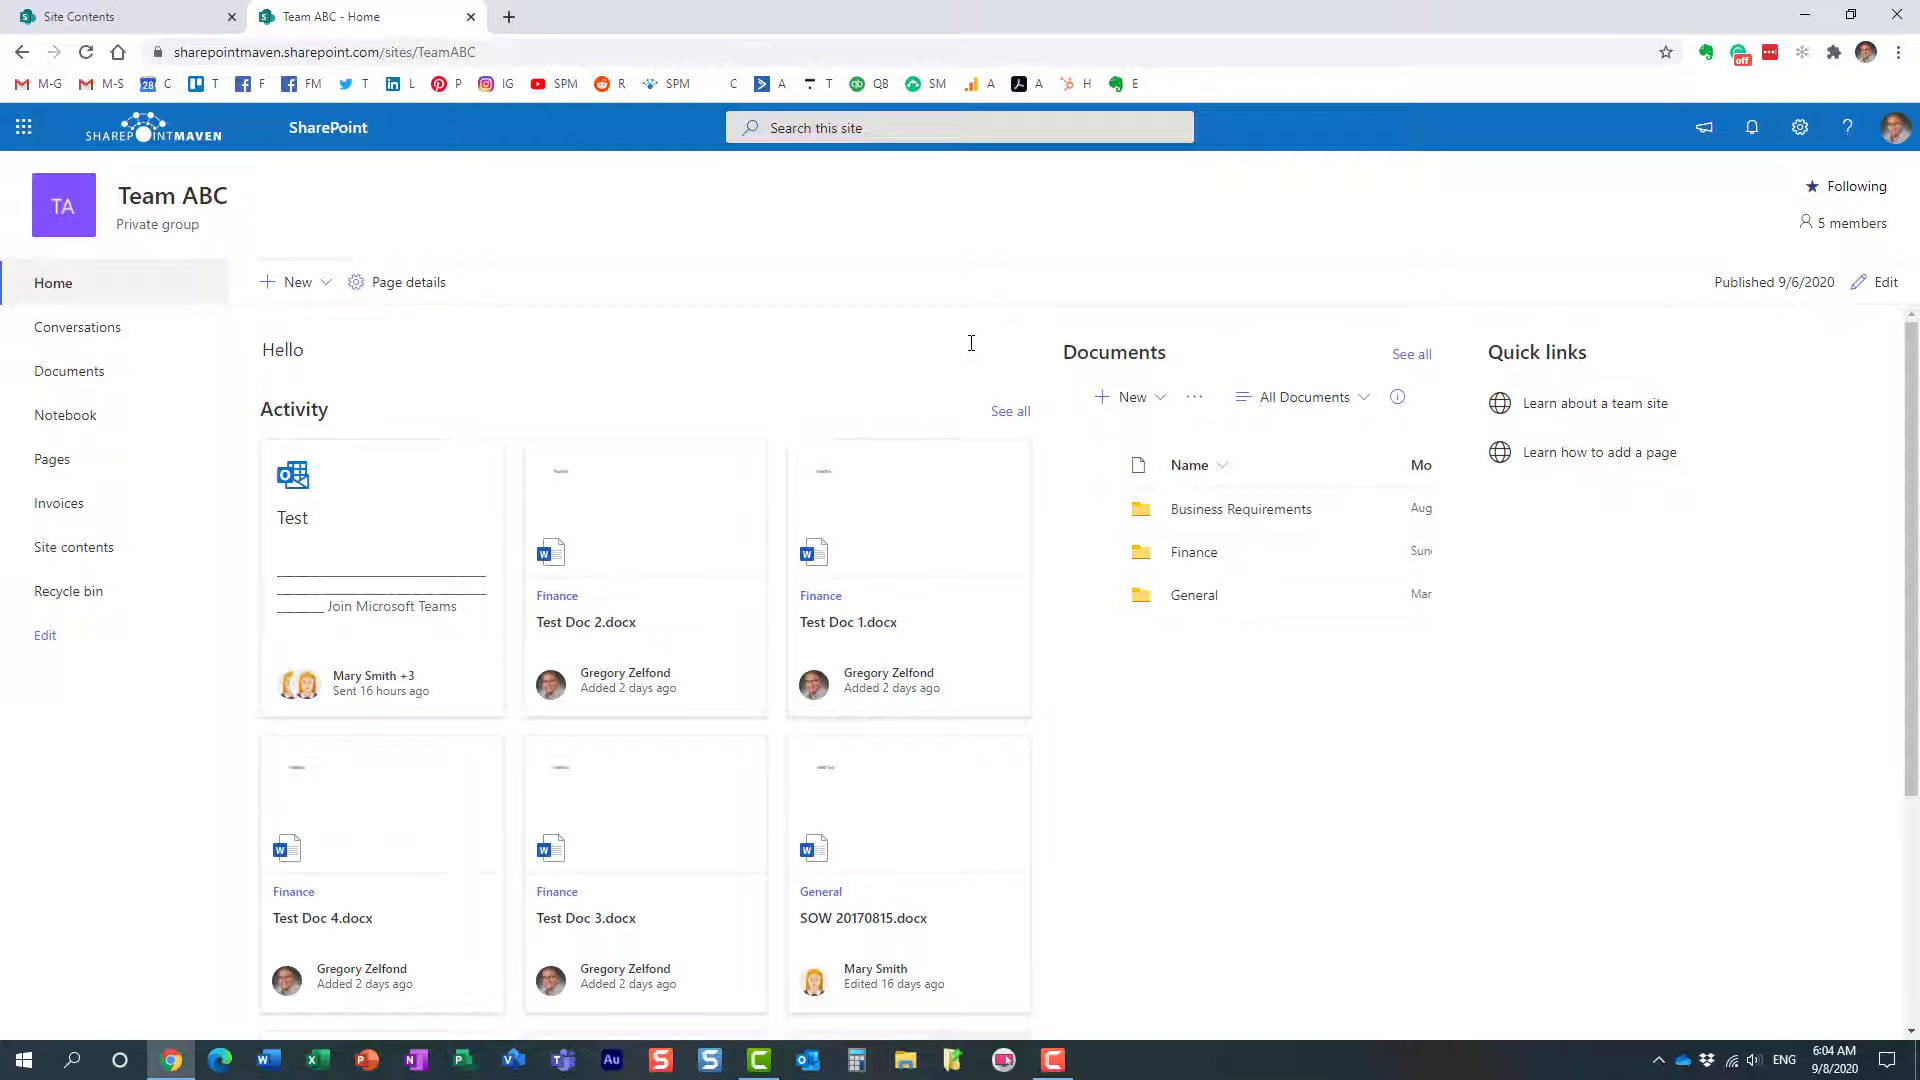 Site Contents
Team ABC - Home
sharepointmaven.sharepoint.com/sites/TeamABC
M-G M-S 28 C T F FM T L P IG SPM R SPM C A T QB SM A A H E
off
SHAREPOINTMAVEN
SharePoint
Search this site
TA
Team ABC
Private group
Following
5 members
Home
Conversations
Documents
Notebook
Pages
Invoices
Site contents
Recycle bin
Edit
New
Page details
Published 9/6/2020
Edit
Hello
Activity
See all
Test
Join Microsoft Teams
Mary Smith +3
Sent 16 hours ago
Finance
Test Doc 2.docx
Gregory Zelfond
Added 2 days ago
Finance
Test Doc 1.docx
Gregory Zelfond
Added 2 days ago
Finance
Test Doc 4.docx
Gregory Zelfond
Added 2 days ago
Finance
Test Doc 3.docx
Gregory Zelfond
Added 2 days ago
General
SOW 20170815.docx
Mary Smith
Edited 16 days ago
Documents
See all
New
All Documents
Name
Mo
Business Requirements
Aug
Finance
Sun
General
Mar
Quick links
Learn about a team site
Learn how to add a page
ENG
6:04 AM
9/8/2020